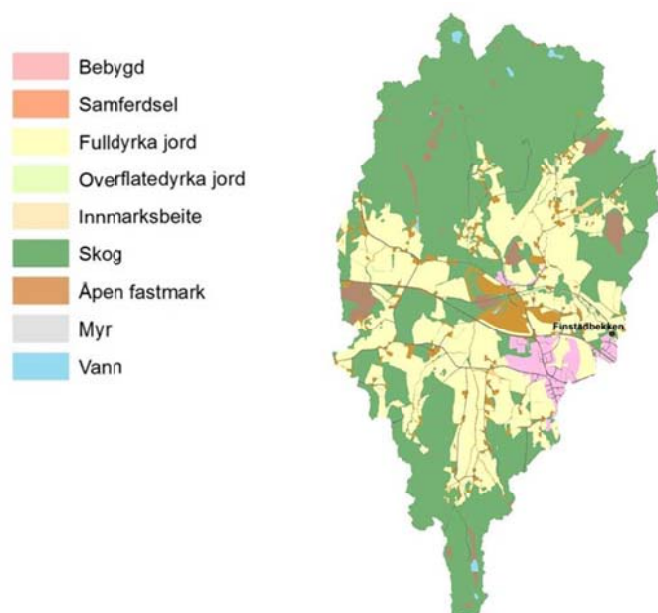 Bebygd
Samferdsel
Fulldyrka jord
Overflatedyrka jord
Innmarksbeite
Skog
Åpen fastmark
Myr
Vann
Finstadbekken